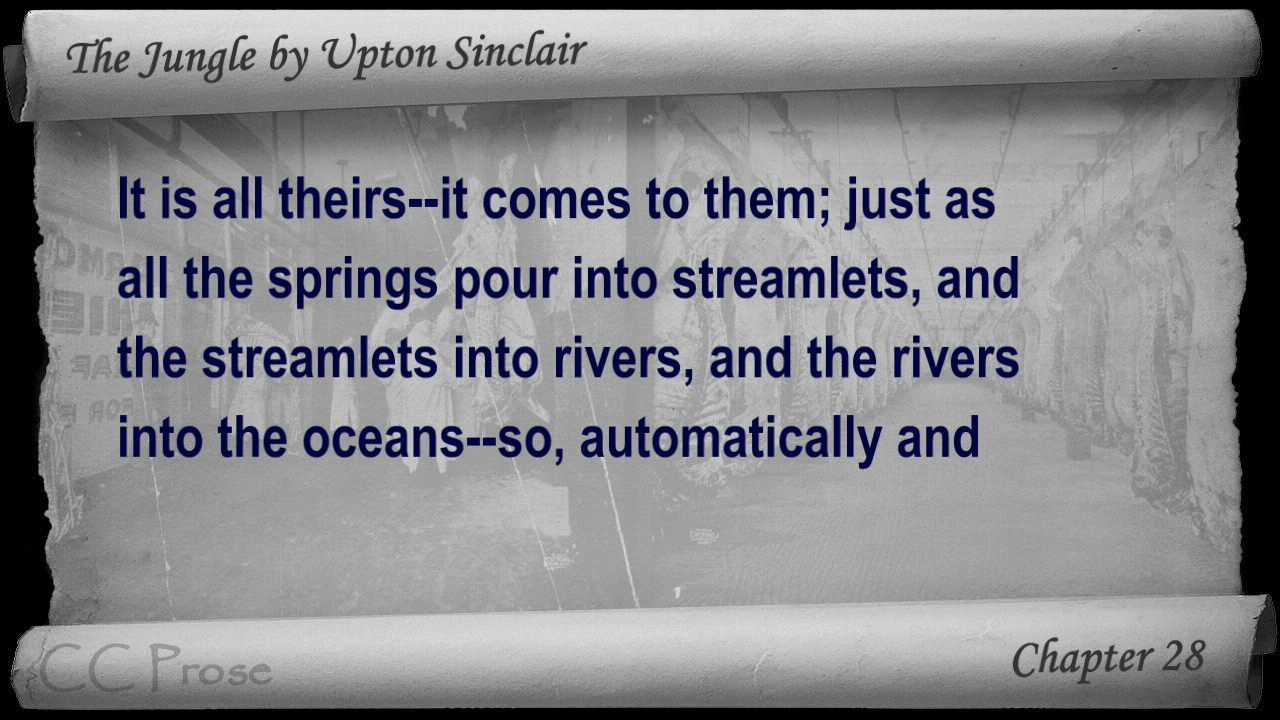 The Jungle by Upton Sinclair
It is all theirs--it comes to them; just as
all the springs pour into streamlets, and
the streamlets into rivers, and the rivers
into the oceans--so, automatically and
CC Prose
Chapter 28